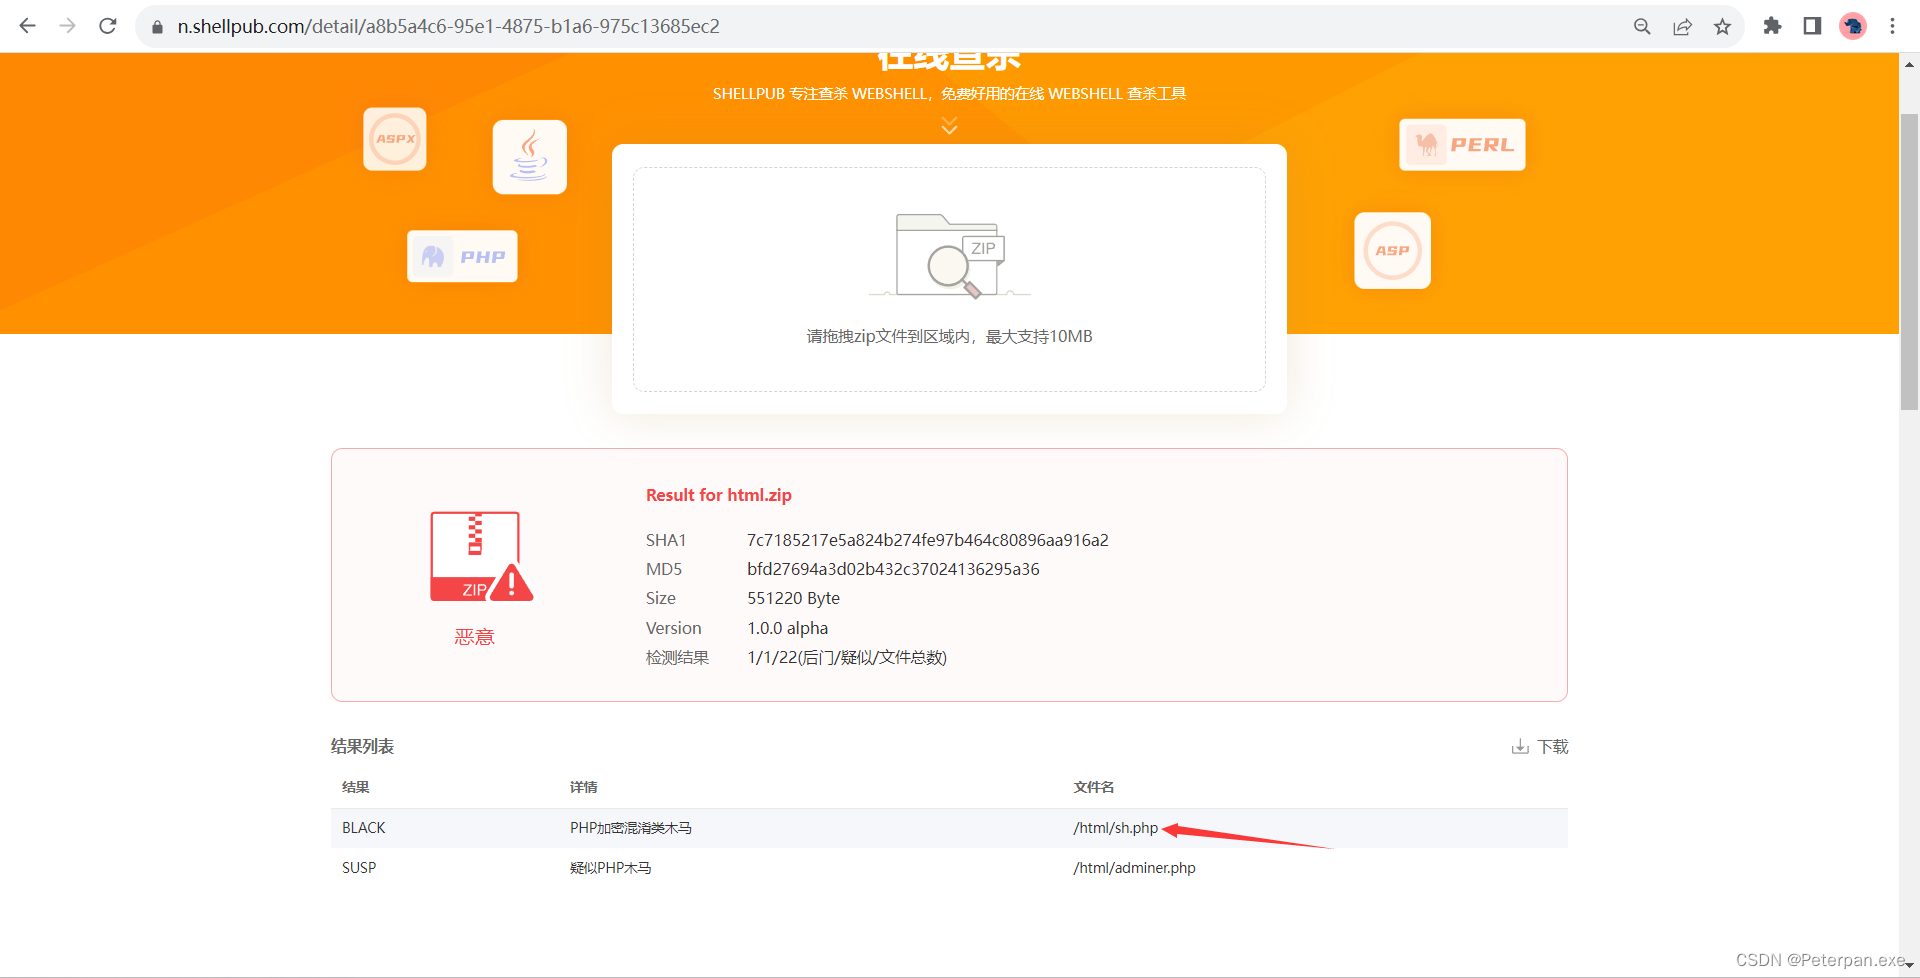 n.shellpub.com/detail/a8b5a4c6-95e1-4875-b1a6-975c13685ec2
在线查杀
SHELLPUB 专注查杀 WEBSHELL，免费好用的在线 WEBSHELL 查杀工具
ASPX
PERL
PHP
ASP
ZIP
请拖拽zip文件到区域内，最大支持10MB
Result for html.zip
SHA1 7c7185217e5a824b274fe97b464c80896aa916a2
MD5 bfd27694a3d02b432c37024136295a36
ZIP
Size 551220 Byte
Version 1.0.0 alpha
恶意
检测结果 1/1/22(后门/疑似/文件总数)
结果列表 下载
结果 详情 文件名
BLACK PHP加密混淆类木马 /html/sh.php
SUSP 疑似PHP木马 /html/adminer.php
CSDN @Peterpan.exe